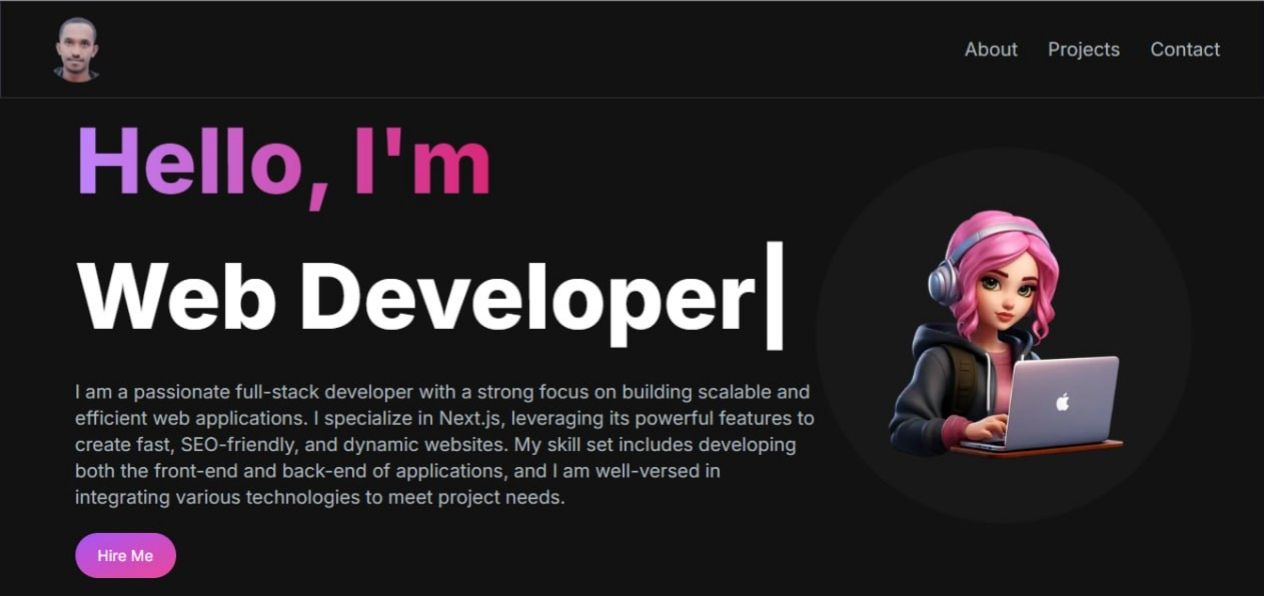 About Projects Contact
Hello, I'm
Web Developer|
I am a passionate full-stack developer with a strong focus on building scalable and
efficient web applications. I specialize in Next.js, leveraging its powerful features to
create fast, SEO-friendly, and dynamic websites. My skill set includes developing
both the front-end and back-end of applications, and I am well-versed in
integrating various technologies to meet project needs.
Hire Me